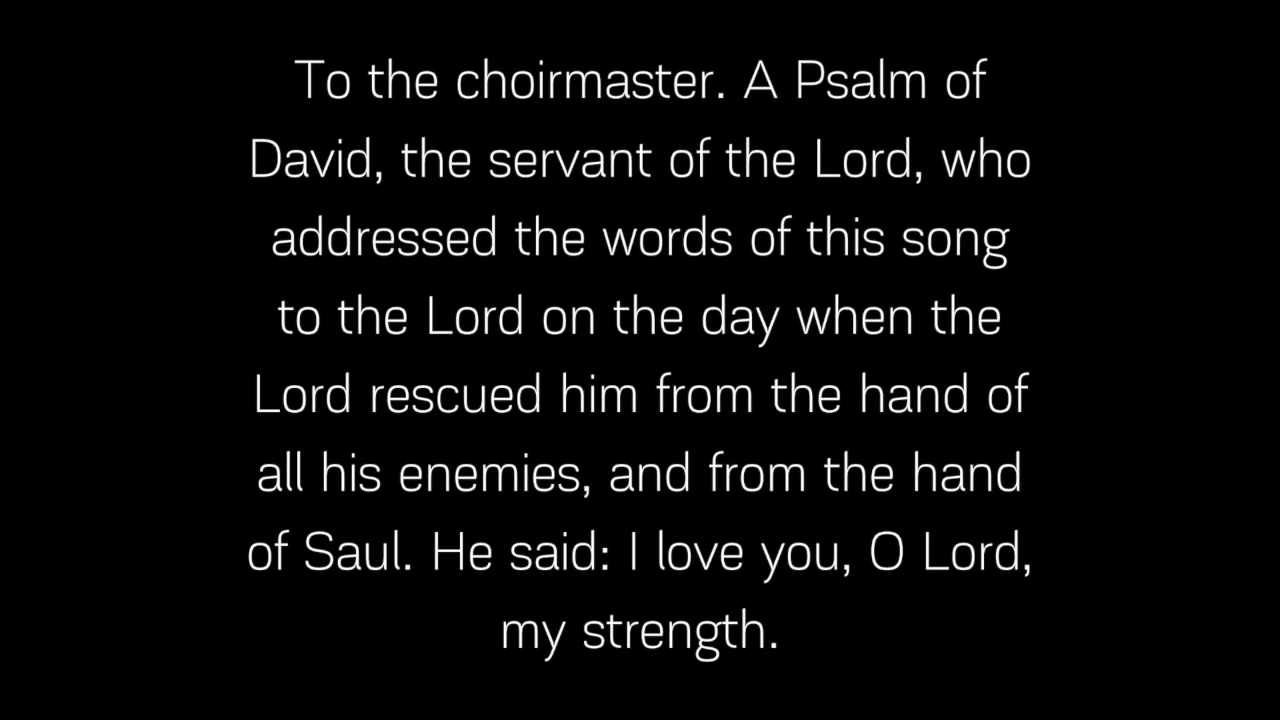 To the choirmaster. A Psalm of
David, the servant of the Lord, who
addressed the words of this song
to the Lord on the day when the
Lord rescued him from the hand of
all his enemies, and from the hand
of Saul. He said: I love you, O Lord,
my strength.